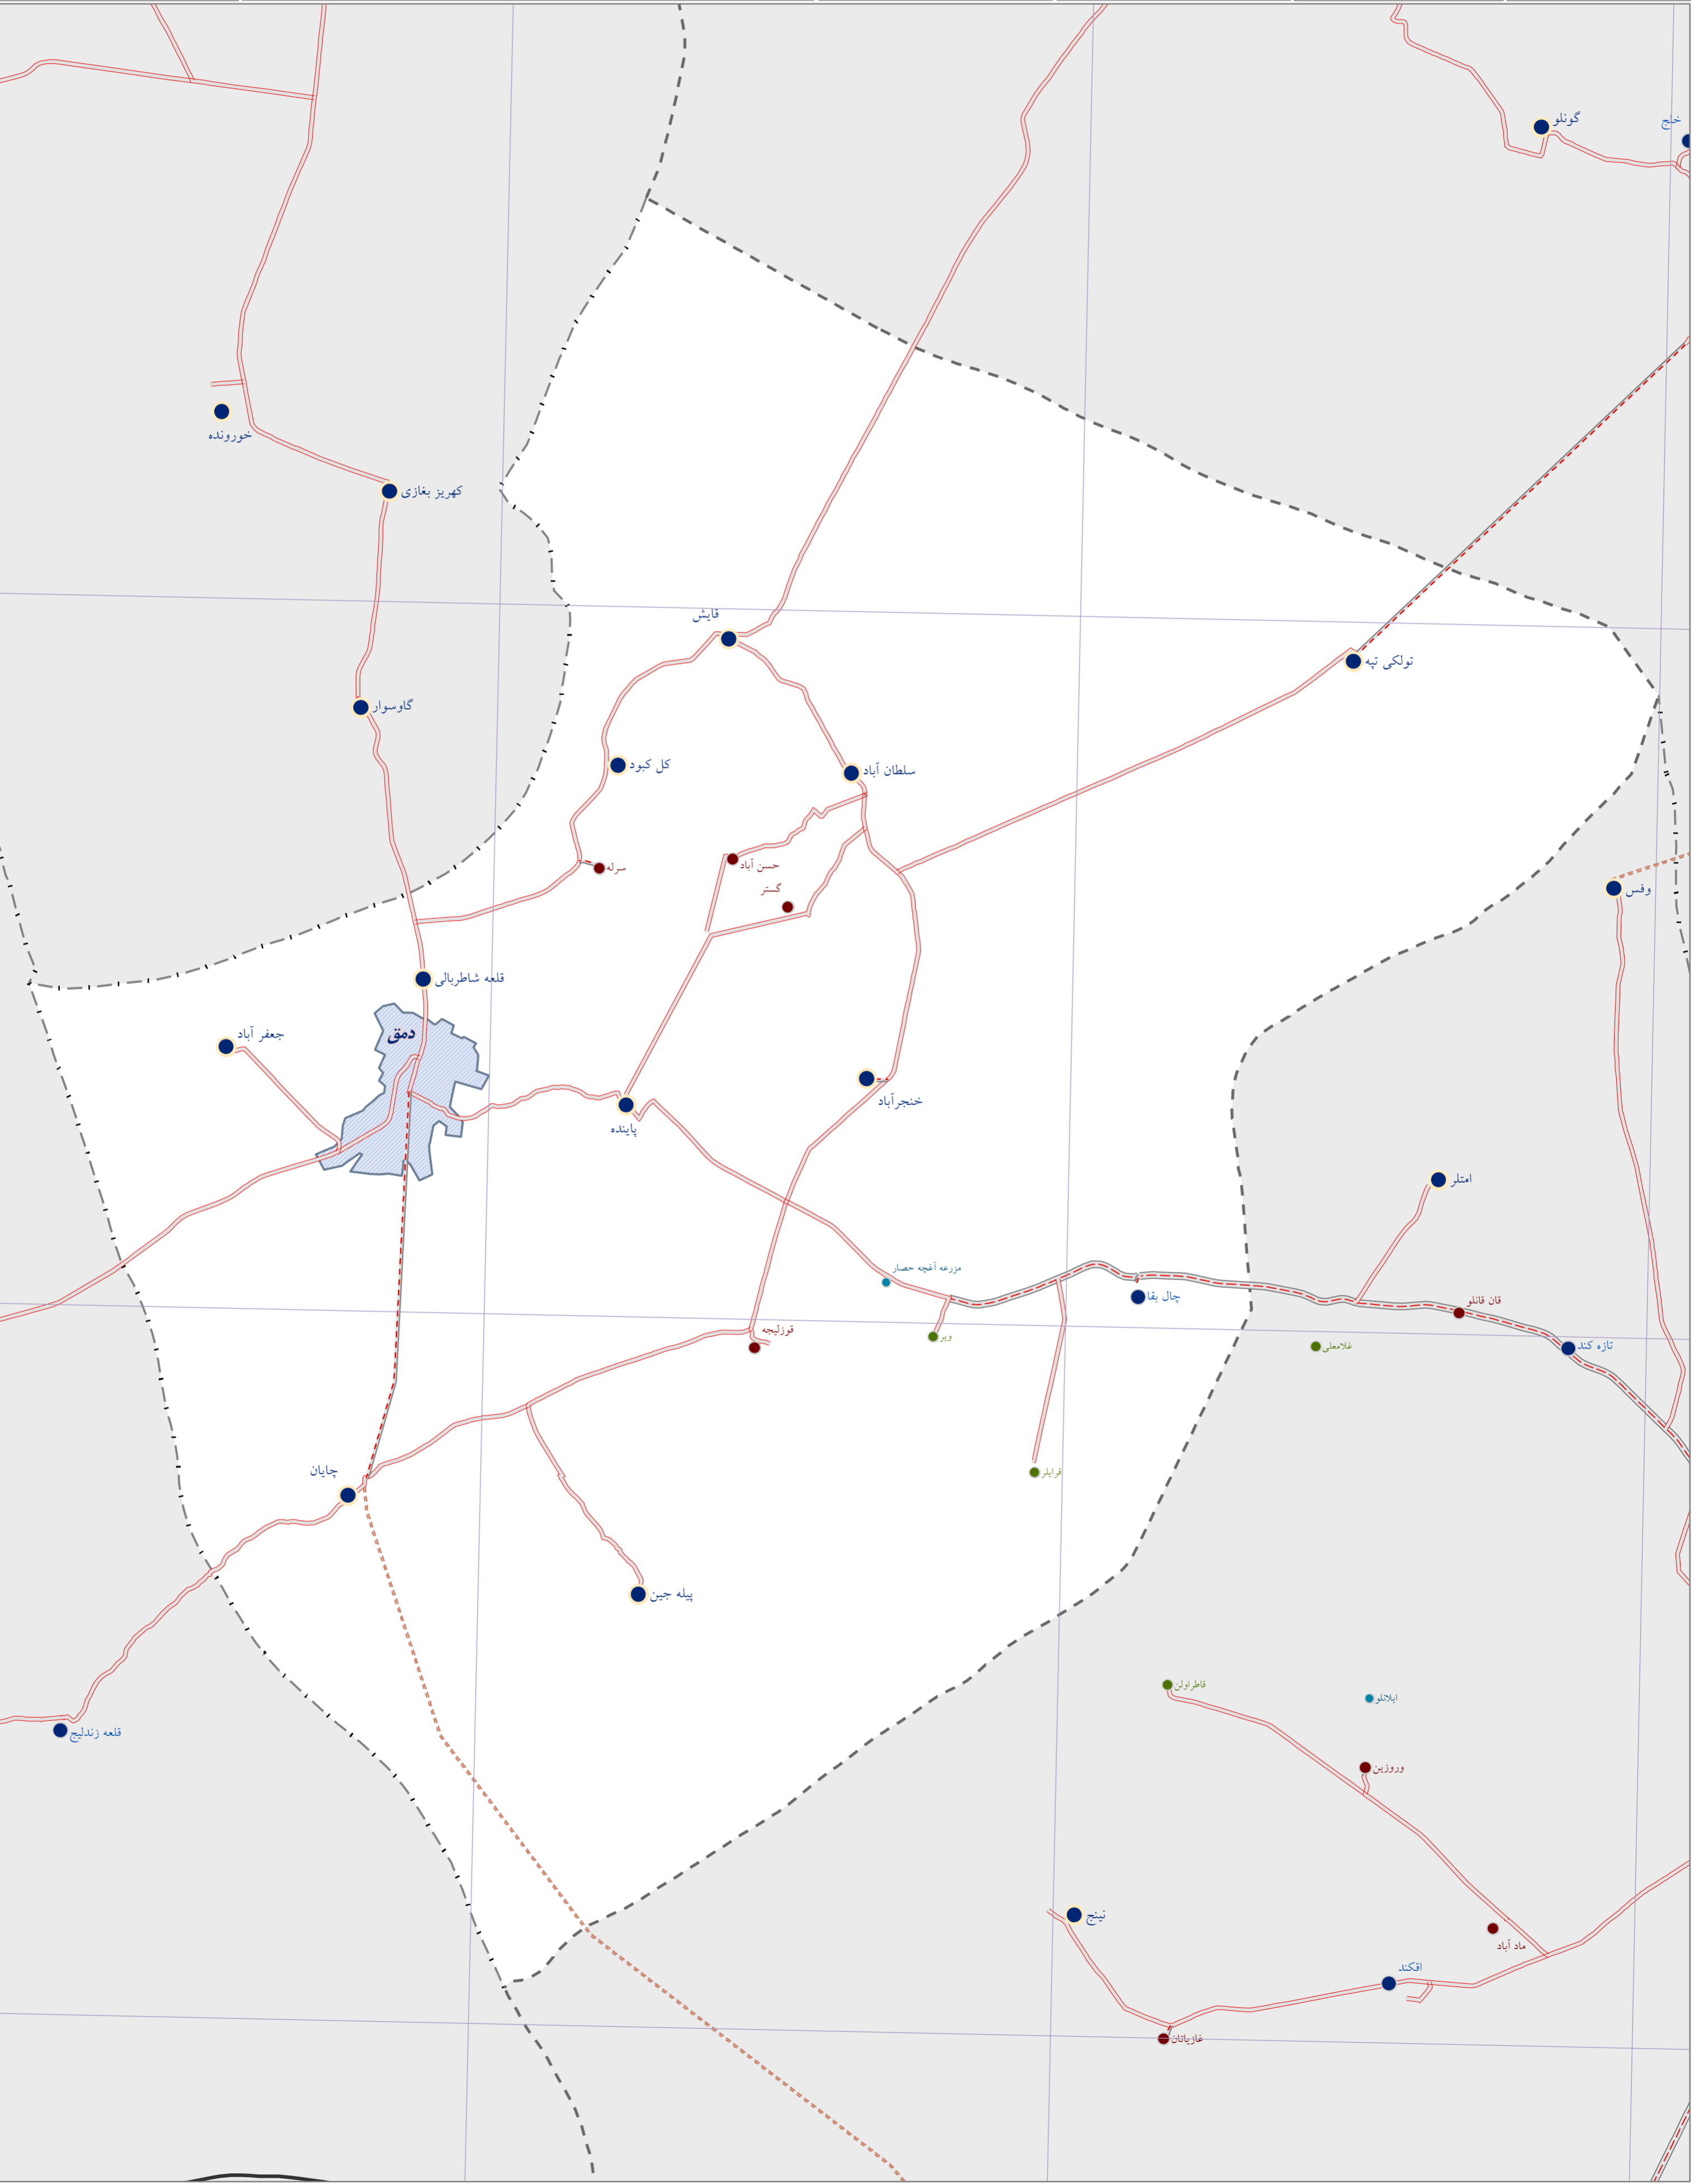 گونلو
خلج
خورونده
کهریز بغازی
قایش
تولکی تپه
گاوسوار
کل کبود
سلطان آباد
سرله
حسن آباد
گستر
وفس
قلعه شاطربالی
دمق
جعفر آباد
خنجرآباد
پاینده
امتلر
مزرعه آغچه حصار
چال بقا
قان قانلو
ویر
قوزلیجه
غلامعلی
تازه کند
چایان
قرایلر
پیله جین
قاطراولن
ایلانلو
قلعه زندلیج
وروزین
نینج
ماد آباد
اقکند
غازیاتان